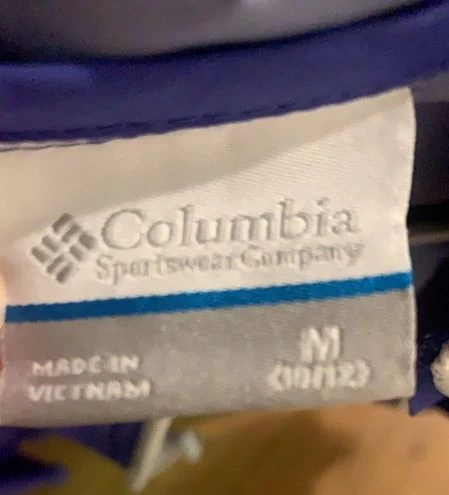 Columbia
Sportswear Company
M
MADE IN
VIETNAM
(10/12)